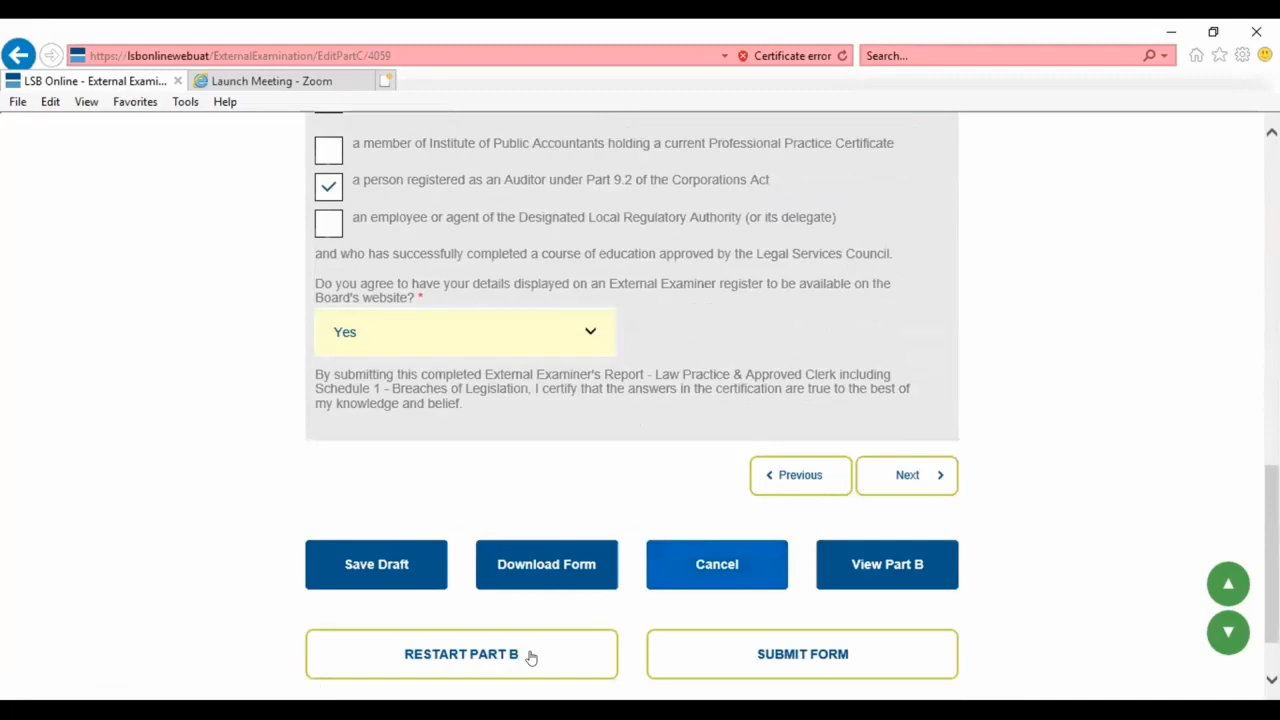 https://lsbonlinewebuat/ExternalExamination/EditPartC/4059
Certificate error
Search...
LSB Online - External Exami...
Launch Meeting - Zoom
File Edit View Favorites Tools Help
a member of Institute of Public Accountants holding a current Professional Practice Certificate
a person registered as an Auditor under Part 9.2 of the Corporations Act
an employee or agent of the Designated Local Regulatory Authority (or its delegate)
and who has successfully completed a course of education approved by the Legal Services Council.
Do you agree to have your details displayed on an External Examiner register to be available on the
Board's website? *
Yes
By submitting this completed External Examiner's Report - Law Practice & Approved Clerk including
Schedule 1 - Breaches of Legislation, I certify that the answers in the certification are true to the best of
my knowledge and belief.
Previous Next
Save Draft Download Form Cancel View Part B
RESTART PART B SUBMIT FORM